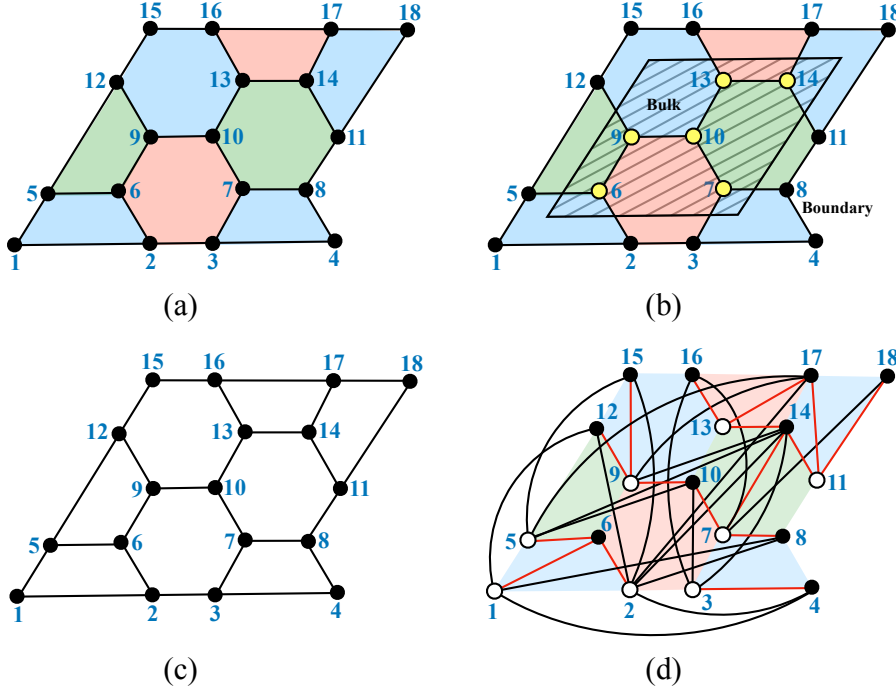 15 16 17 18 15 16 17 18
12 13 14 12 13 14
Bulk
9 10 11 9 10 11
5 6 7 8 5 6 7 8
Boundary
1 2 3 4 1 2 3 4
(a) (b)
15 16 17 18 15 16 17 18
12 13 14 12 13 14
9 10 11 9 10 11
5 6 7 8 5 6 7 8
1 2 3 4 1 2 3 4
(c) (d)